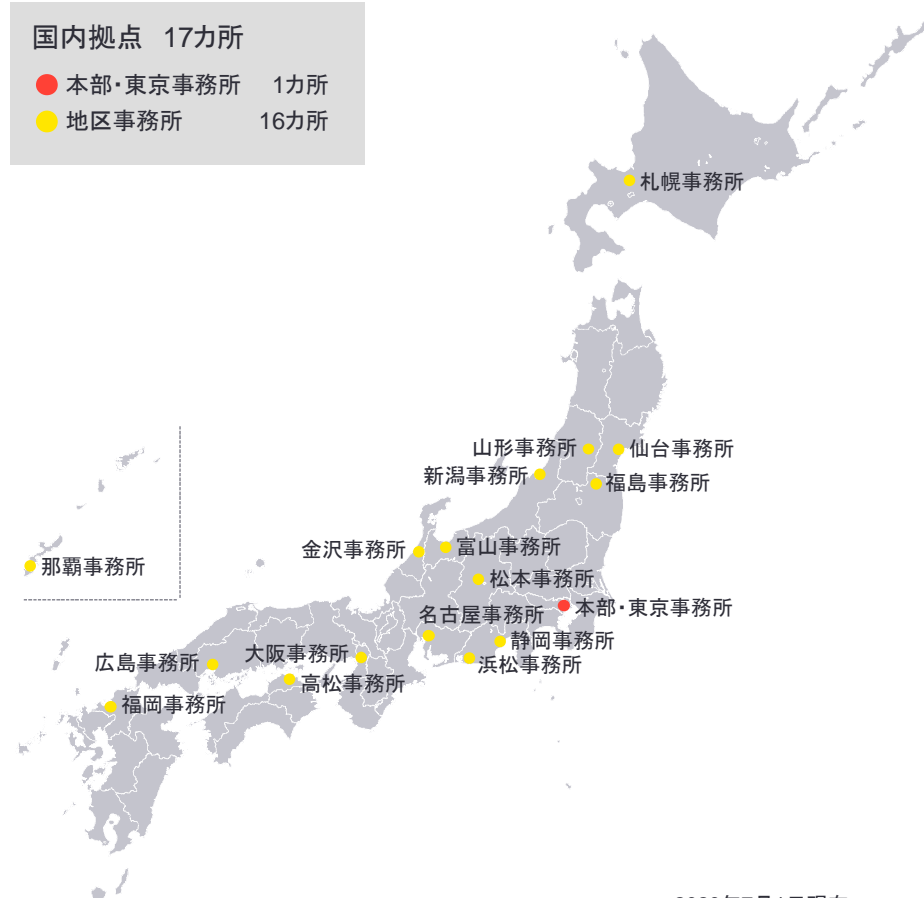 国内拠点 17カ所
本部・東京事務所 1カ所
地区事務所 16カ所
札幌事務所
山形事務所
仙台事務所
新潟事務所
福島事務所
金沢事務所
富山事務所
那覇事務所
松本事務所
本部・東京事務所
名古屋事務所
静岡事務所
大阪事務所
浜松事務所
広島事務所
高松事務所
福岡事務所